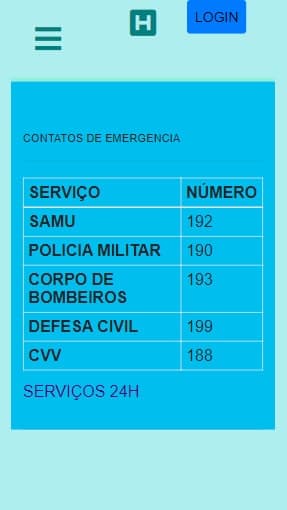 H
LOGIN
CONTATOS DE EMERGENCIA
SERVIÇO NÚMERO
SAMU 192
POLICIA MILITAR 190
CORPO DE 193
BOMBEIROS
DEFESA CIVIL 199
CVV 188
SERVIÇOS 24H